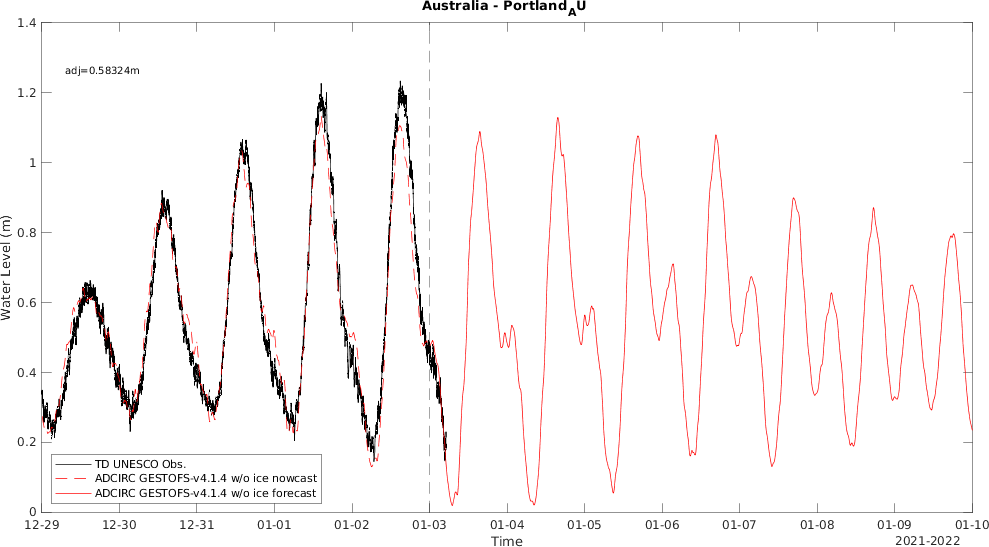 Australia - Portland_AU
adj=0.58324m
1.4
1.2
1
0.8
0.6
0.4
0.2
0
Water Level (m)
TD UNESCO Obs.
ADCIRC GESTOFS-v4.1.4 w/o ice nowcast
ADCIRC GESTOFS-v4.1.4 w/o ice forecast
12-29 12-30 12-31 01-01 01-02 01-03 01-04 01-05 01-06 01-07 01-08 01-09 01-10
Time
2021-2022